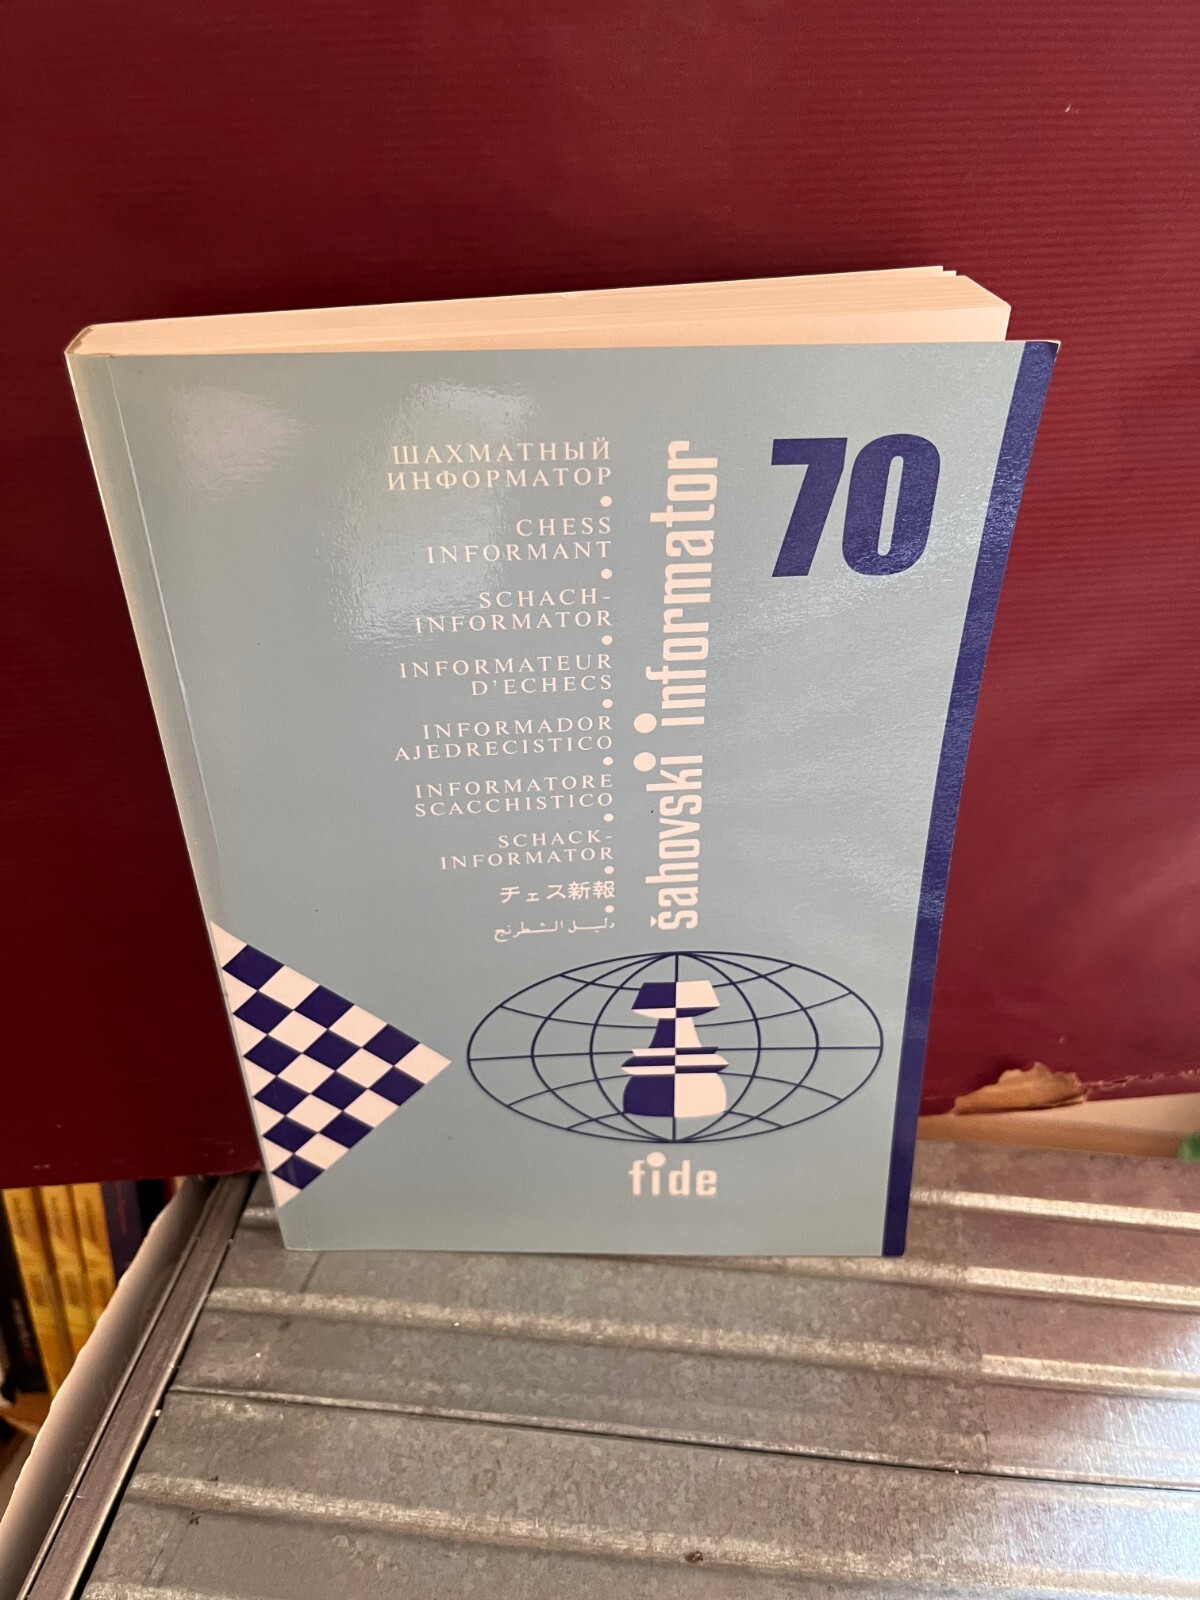 70
šahovski informator
ШАХМАТНЫЙ
ИНФОРМАТОР
CHESS
INFORMANT
SCHACH-
INFORMATOR
INFORMATEUR
D'ECHECS
INFORMADOR
AJEDRECISTICO
INFORMATORE
SCACCHISTICO
SCHACK-
INFORMATOR
チェス新報
دليل الشطرنج
fide